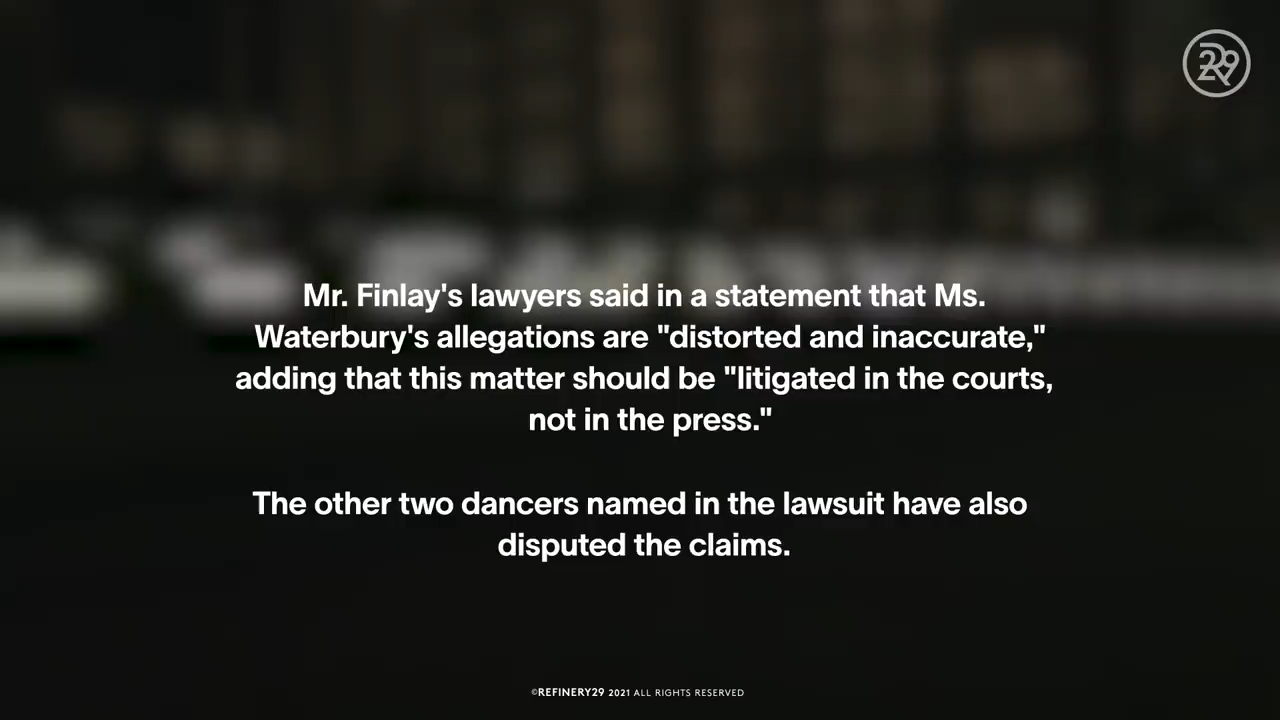 R29
Mr. Finlay's lawyers said in a statement that Ms.
Waterbury's allegations are "distorted and inaccurate,"
adding that this matter should be "litigated in the courts,
not in the press."
The other two dancers named in the lawsuit have also
disputed the claims.
©REFINERY29 2021 ALL RIGHTS RESERVED